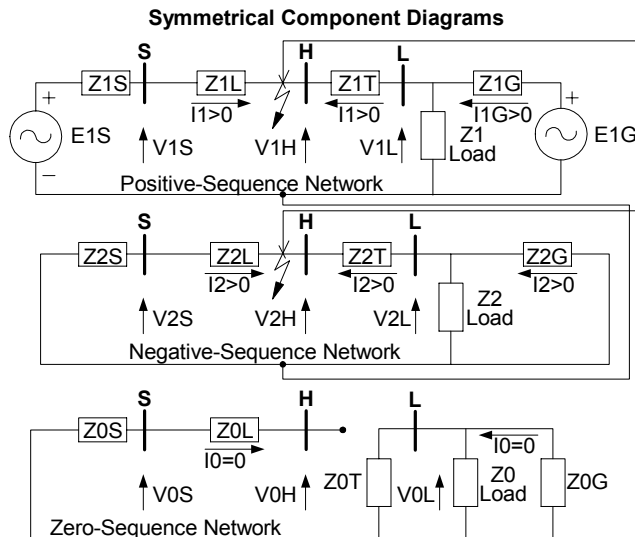 Symmetrical Component Diagrams
S H L
Z1S Z1L Z1T Z1G
I1>0 I1>0 I1G>0
+ +
E1S E1G
Z1
Load
V1S V1H V1L
–
Positive-Sequence Network
S H L
Z2S Z2L Z2T Z2G
I2>0 I2>0 I2>0
Z2
Load
V2S V2H V2L
Negative-Sequence Network
S H L
Z0S Z0L
I0=0 I0=0
Z0T Z0 Z0G
Load
V0S V0H V0L
Zero-Sequence Network